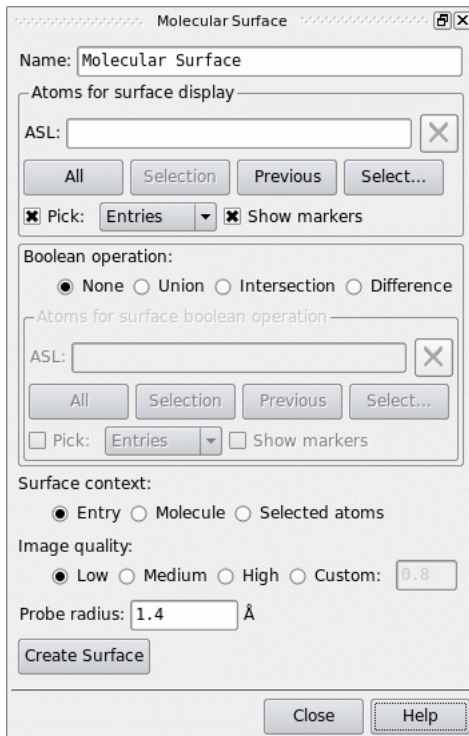 Molecular Surface
Name: Molecular Surface
Atoms for surface display
ASL:
All Selection Previous Select...
Pick: Entries Show markers
Boolean operation:
None Union Intersection Difference
Atoms for surface boolean operation
ASL:
All Selection Previous Select...
Pick: Entries Show markers
Surface context:
Entry Molecule Selected atoms
Image quality:
Low Medium High Custom: 0.8
Probe radius: 1.4 Å
Create Surface
Close Help